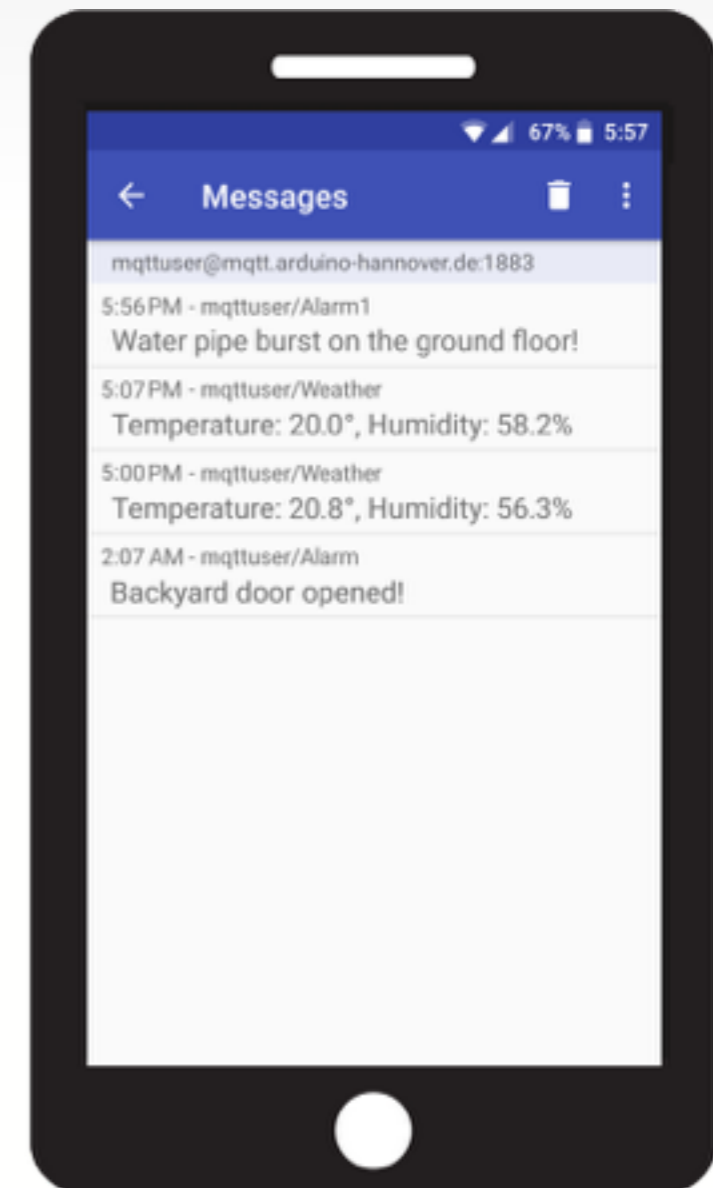 67% 5:57
Messages
mqttuser@mqtt.arduino-hannover.de:1883
5:56 PM - mqttuser/Alarm1
Water pipe burst on the ground floor!
5:07 PM - mqttuser/Weather
Temperature: 20.0°, Humidity: 58.2%
5:00 PM - mqttuser/Weather
Temperature: 20.8°, Humidity: 56.3%
2:07 AM - mqttuser/Alarm
Backyard door opened!